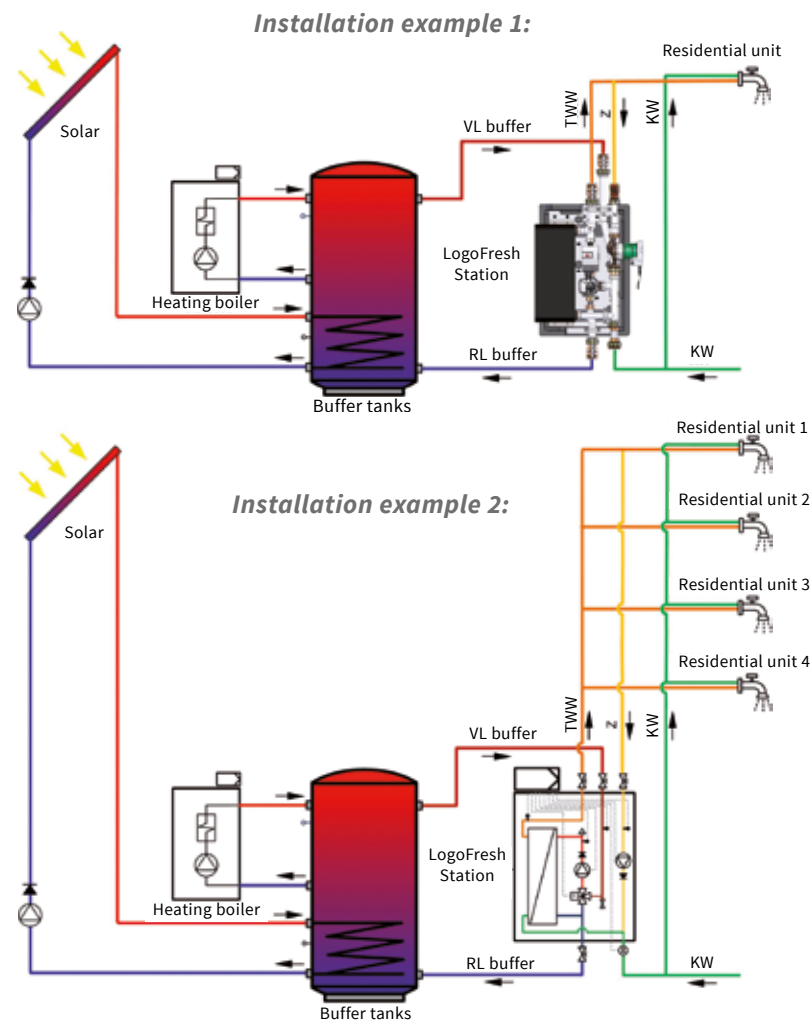 Installation example 1:
Residential unit
Solar
VL buffer
TWW
Z
KW
LogoFresh
Station
Heating boiler
RL buffer
KW
Buffer tanks
Residential unit 1
Installation example 2:
Residential unit 2
Solar
Residential unit 3
Residential unit 4
TWW
Z
KW
VL buffer
LogoFresh
Station
Heating boiler
RL buffer
KW
Buffer tanks